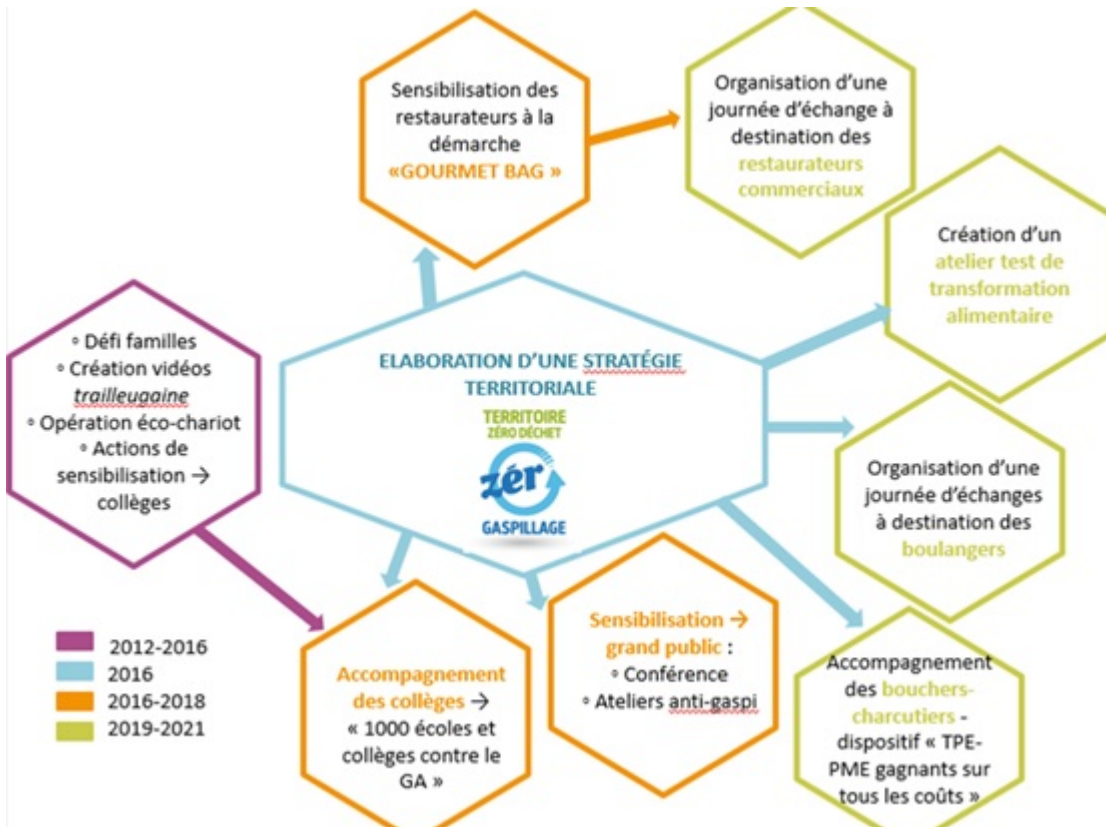 Sensibilisation des
restaurateurs à la
démarche
«GOURMET BAG »
Organisation d'une
journée d'échange à
destination des
restaurateurs
commerciaux
Création d'un
atelier test de
transformation
alimentaire
◦ Défi familles
◦ Création vidéos
trailleugaine
◦ Opération éco-chariot
◦ Actions de
sensibilisation →
collèges
ELABORATION D'UNE STRATÉGIE
TERRITORIALE
TERRITOIRE
ZÉRO DÉCHET
zér
GASPILLAGE
Organisation d'une
journée d'échanges
à destination des
boulangers
Accompagnement
des collèges →
« 1000 écoles et
collèges contre le
GA »
Sensibilisation →
grand public :
◦ Conférence
◦ Ateliers anti-gaspi
Accompagnement
des bouchers-
charcutiers -
dispositif « TPE-
PME gagnants sur
tous les coûts »
2012-2016
2016
2016-2018
2019-2021